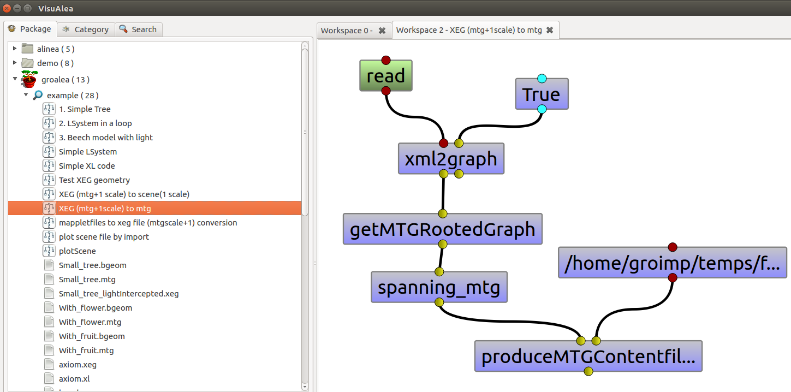 VisuAlea
Package
Category
Search
alinea ( 5 )
demo ( 8 )
groalea ( 13 )
example ( 28 )
1. Simple Tree
2. LSystem in a loop
3. Beech model with light
Simple LSystem
Simple XL code
Test XEG geometry
XEG (mtg+1 scale) to scene(1 scale)
XEG (mtg+1scale) to mtg
mappletfiles to xeg file (mtgscale+1) conversion
plot scene file by import
plotScene
Small_tree.bgeom
Small_tree.mtg
Small_tree_lightintercepted.xeg
With_flower.bgeom
With_flower.mtg
With_fruit.bgeom
With_fruit.mtg
axiom.xeg
axiom.xl
Workspace 0 -
Workspace 2 - XEG (mtg+1scale) to mtg
read
True
xml2graph
getMTGRootedGraph
/home/groimp/temps/f...
spanning_mtg
produceMTGContentfil...